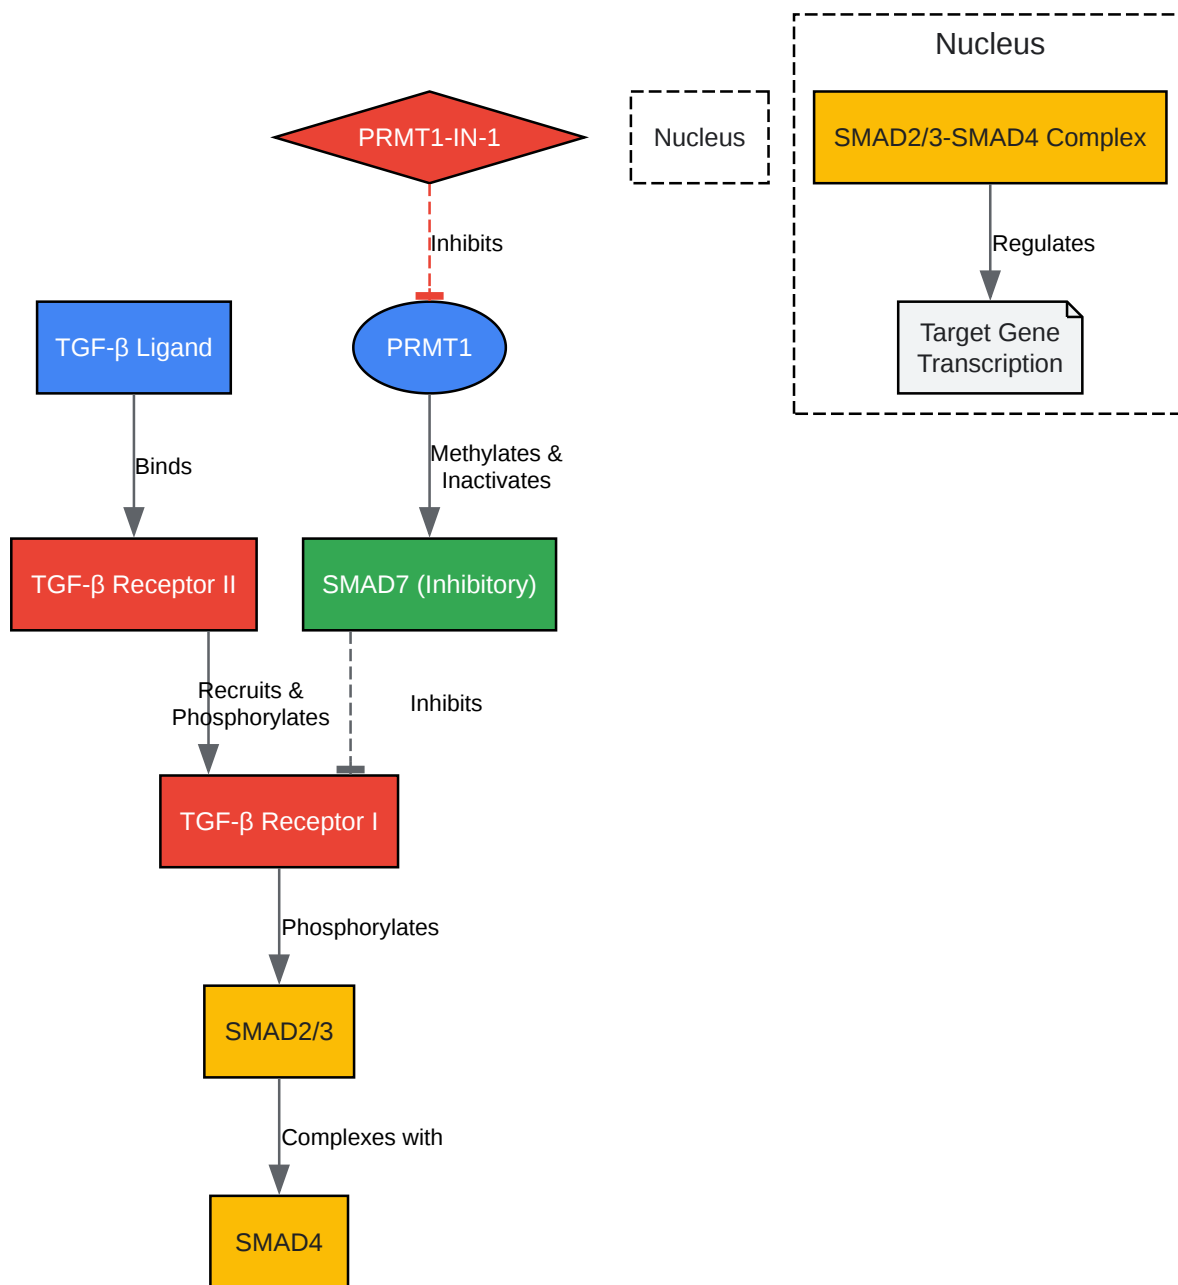 Nucleus
PRMT1-IN-1
Nucleus
SMAD2/3-SMAD4 Complex
Inhibits
Regulates
TGF-β Ligand
PRMT1
Target Gene
Transcription
Binds
Methylates &
Inactivates
TGF-β Receptor II
SMAD7 (Inhibitory)
Recruits &
Phosphorylates
Inhibits
TGF-β Receptor I
Phosphorylates
SMAD2/3
Complexes with
SMAD4